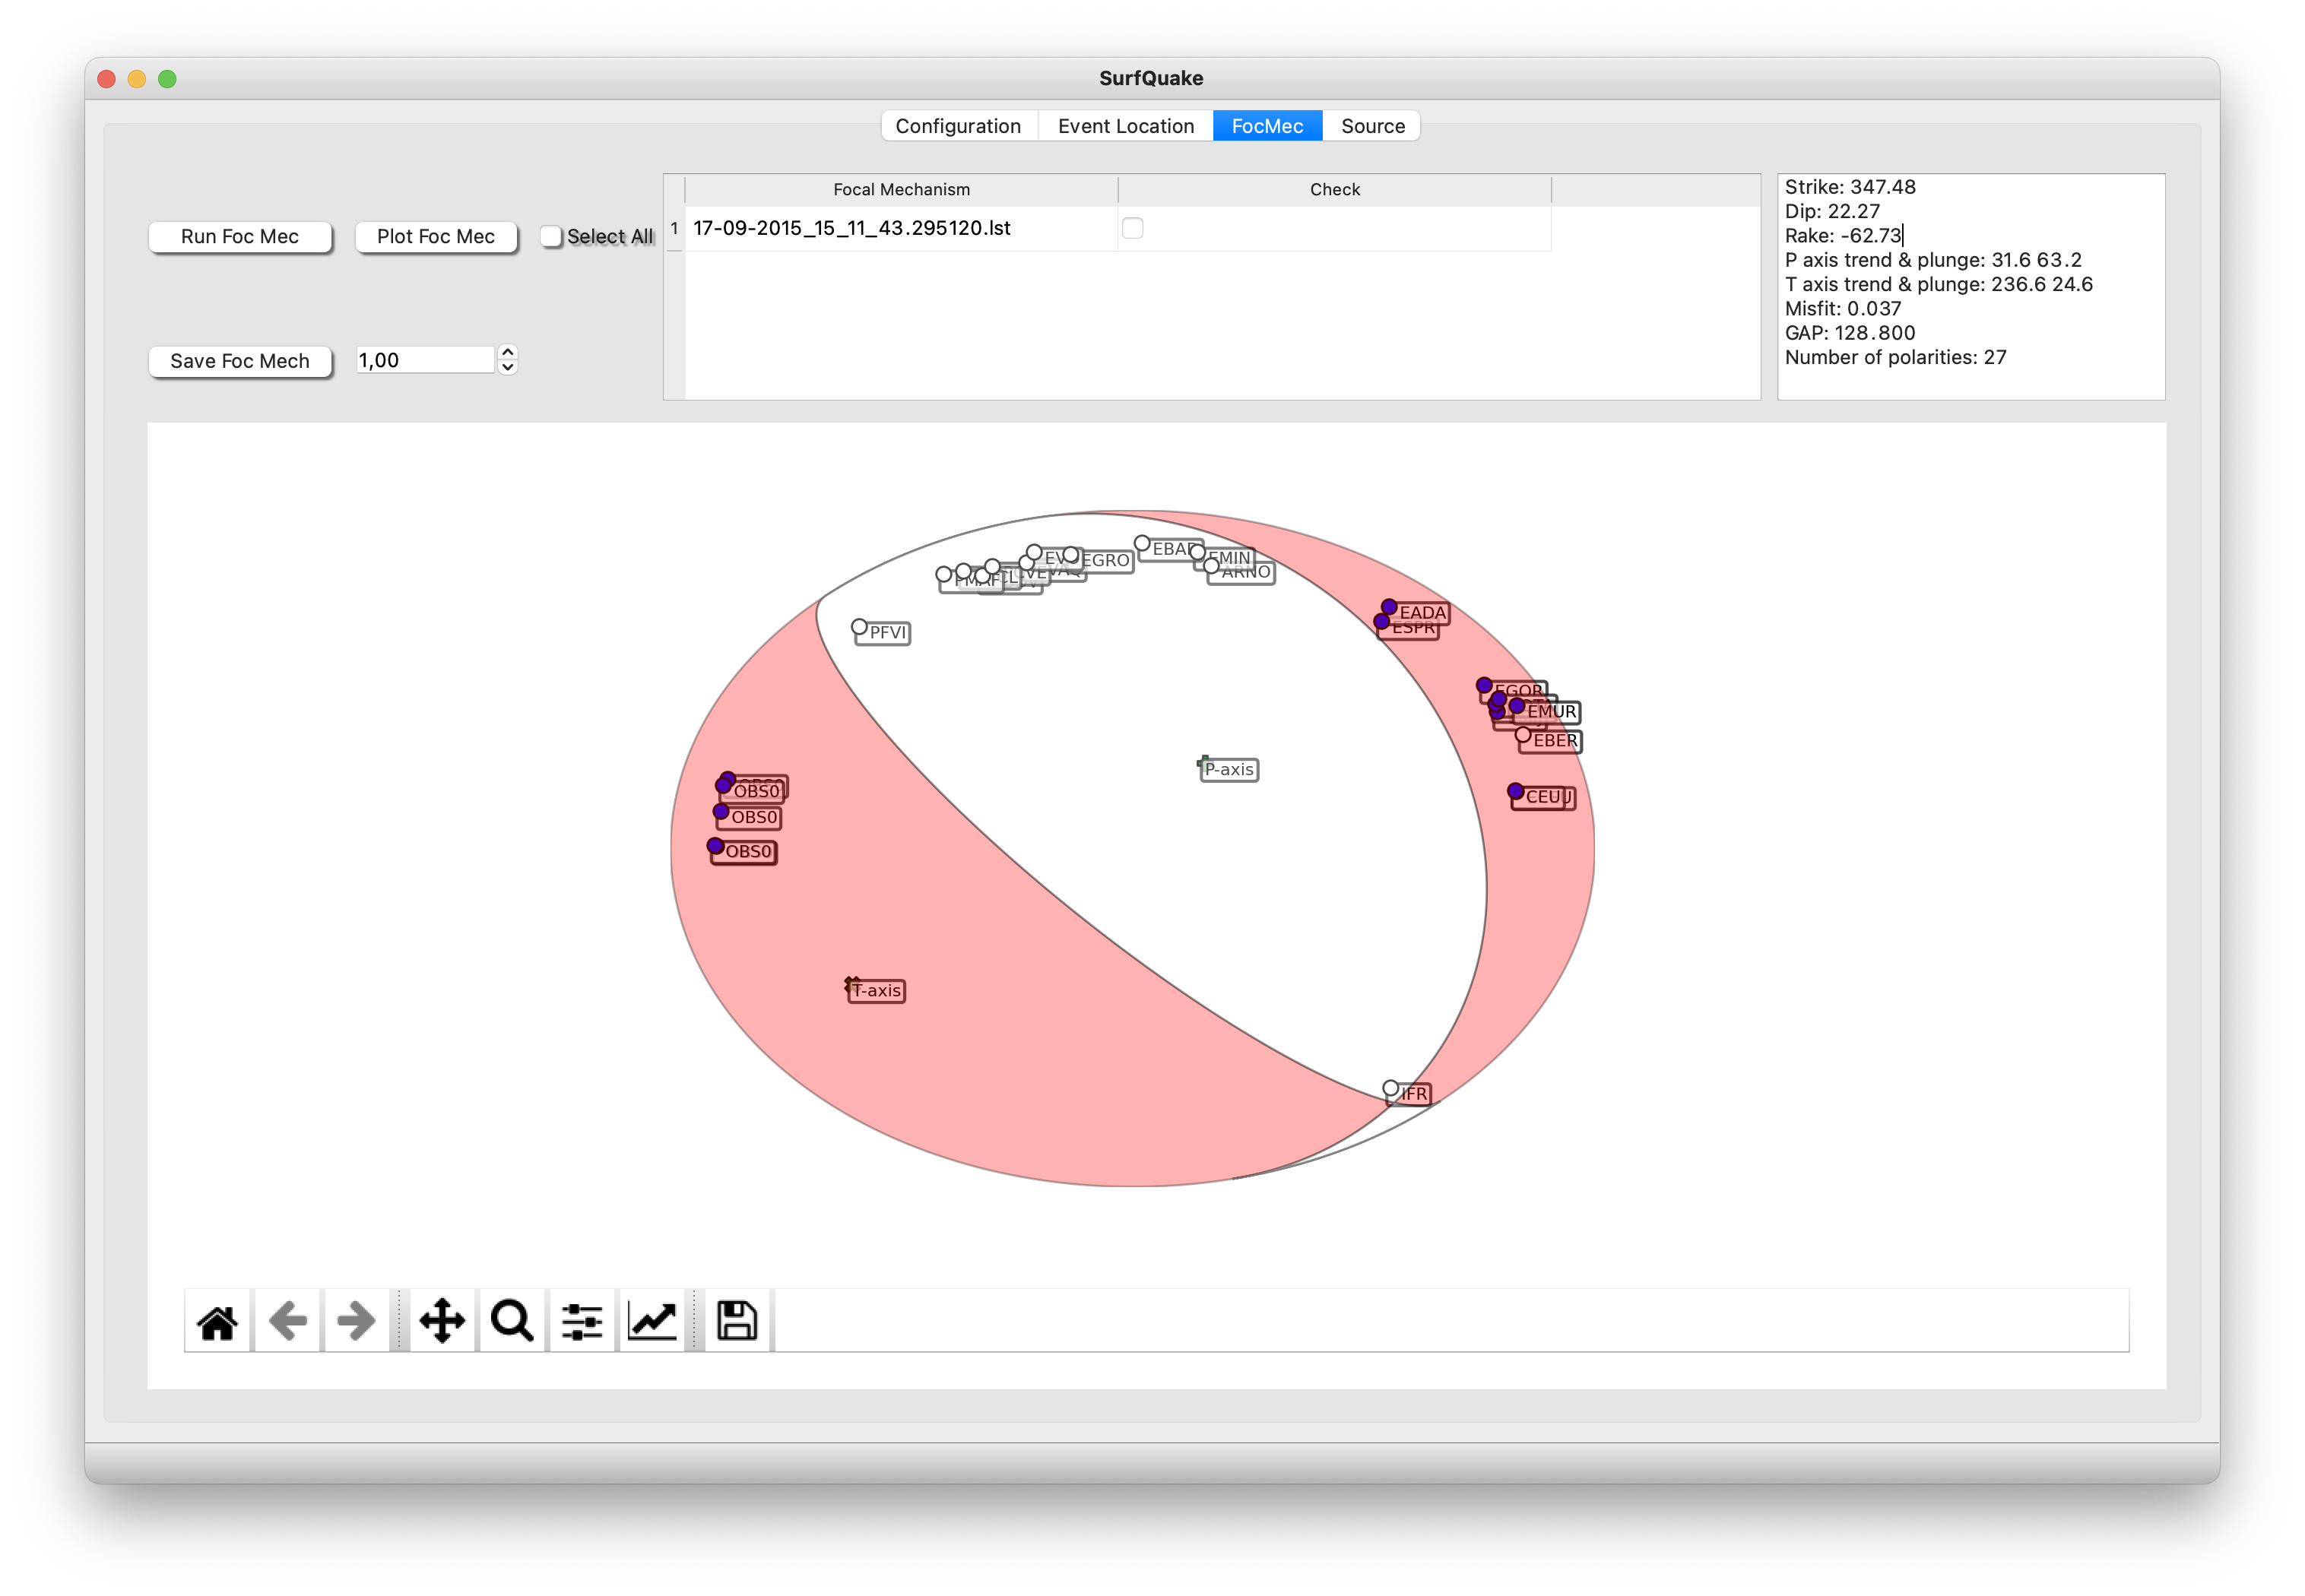 SurfQuake
Configuration
Event Location
FocMec
Source
Run Foc Mec
Plot Foc Mec
Select All
Save Foc Mech
1,00
Focal Mechanism
Check
1
17-09-2015_15_11_43.295120.lst
Strike: 347.48
Dip: 22.27
Rake: -62.73
P axis trend & plunge: 31.6 63.2
T axis trend & plunge: 236.6 24.6
Misfit: 0.037
GAP: 128.800
Number of polarities: 27
EGRO
EMIN
ARNO
PFVI
EADA
ESPR
EGOR
EMUR
EBER
P-axis
OBS0
OBS0
OBS0
T-axis
IFR